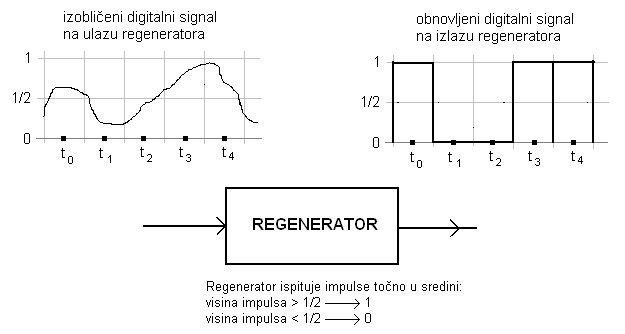 izobličeni digitalni signal
na ulazu regeneratora
1
1/2
0
t0 t1 t2 t3 t4
obnovljeni digitalni signal
na izlazu regeneratora
1
1/2
0
t0 t1 t2 t3 t4
REGENERATOR
Regenerator ispituje impulse točno u sredini:
visina impulsa > 1/2 → 1
visina impulsa < 1/2 → 0